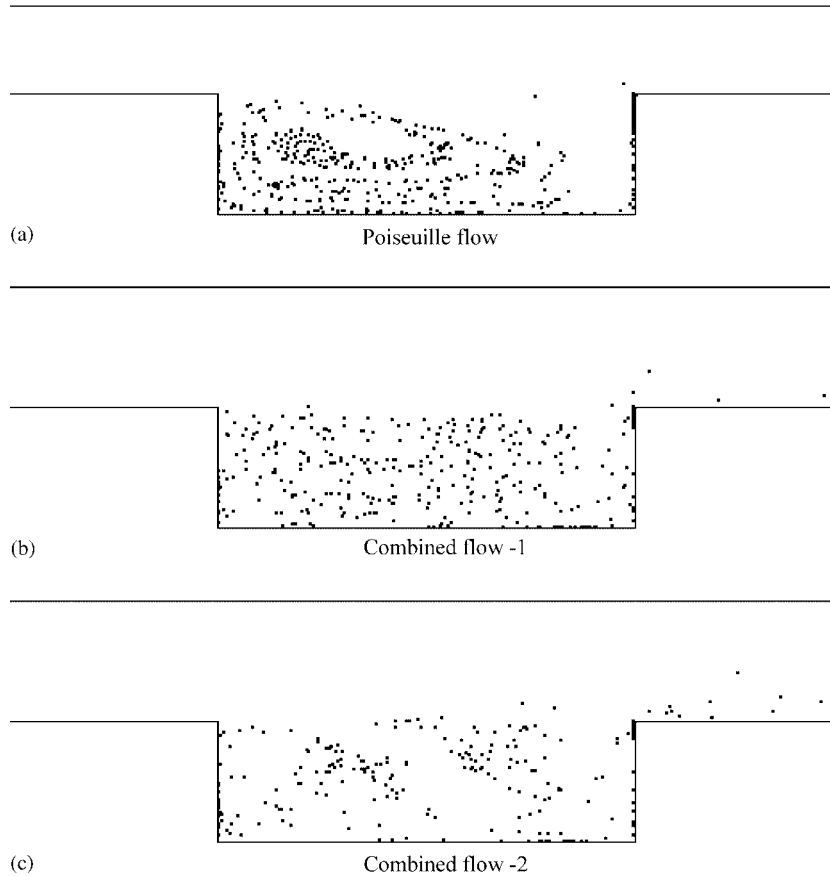 (a)
Poiseuille flow
(b)
Combined flow -1
(c)
Combined flow -2